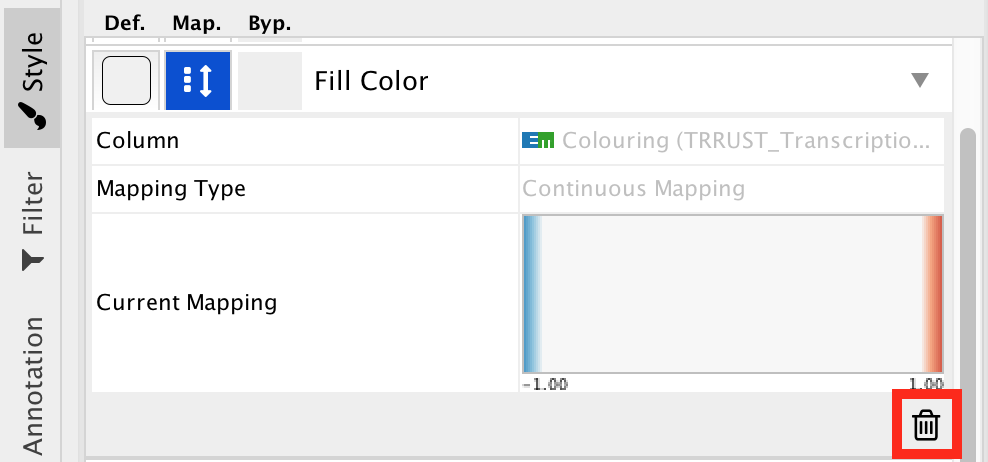 Def. Map. Byp.
Style
Fill Color
Column
EM Colouring (TRRUST_Transcriptio...
Mapping Type
Continuous Mapping
Filter
Current Mapping
-1.00 1.00
Annotation